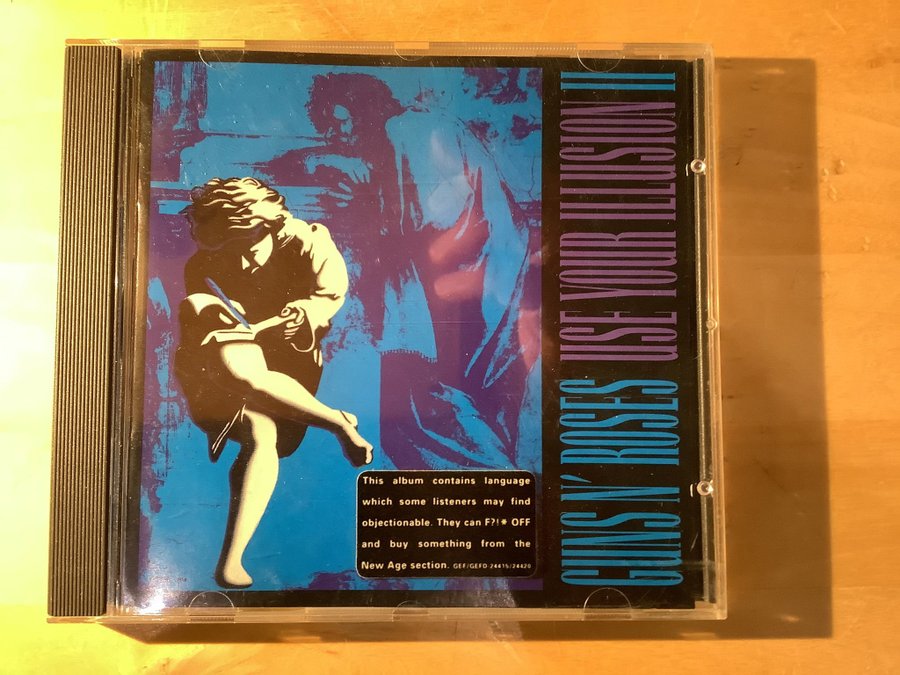 GUNS N' ROSES USE YOUR ILLUSION II
This album contains language
which some listeners may find
objectionable. They can F?!* OFF
and buy something from the
New Age section. GEF/GEFD-24415/24420